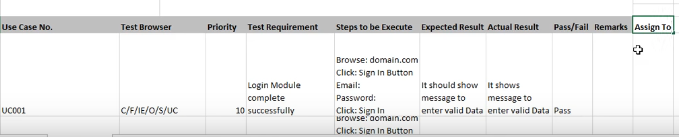 Use Case No. Test Browser Priority Test Requirement Steps to be Execute Expected Result Actual Result Pass/Fail Remarks Assign To
Browse: domain.com
Click: Sign In Button
Login Module Email: It should show It shows
complete Password: message to message to
UC001 C/F/IE/O/S/UC 10 successfully Click: Sign In enter valid Data enter valid Data Pass
Browse: domain.com
Click: Sign In Button